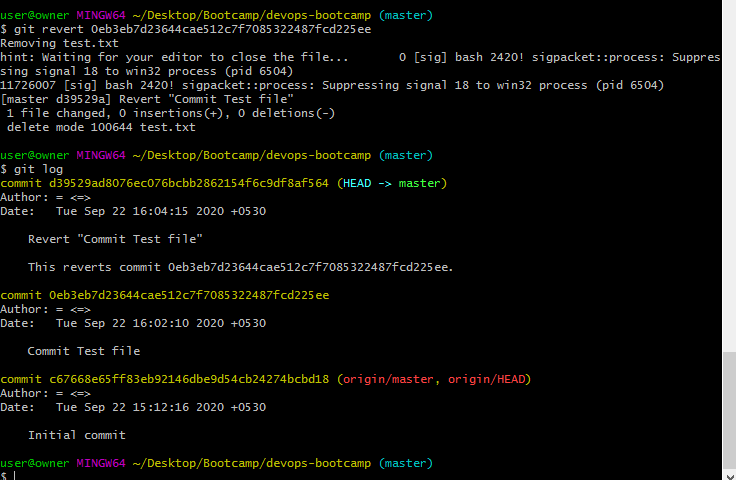 user@owner MINGW64 ~/Desktop/Bootcamp/devops-bootcamp (master)
$ git revert 0eb3eb7d23644cae512c7f7085322487fcd225ee
Removing test.txt
hint: Waiting for your editor to close the file...       0 [sig] bash 2420! sigpacket::process: Suppres
sing signal 18 to win32 process (pid 6504)
11726007 [sig] bash 2420! sigpacket::process: Suppressing signal 18 to win32 process (pid 6504)
[master d39529a] Revert "Commit Test file"
 1 file changed, 0 insertions(+), 0 deletions(-)
 delete mode 100644 test.txt
user@owner MINGW64 ~/Desktop/Bootcamp/devops-bootcamp (master)
$ git log
commit d39529ad8076ec076bcbb2862154f6c9df8af564 (HEAD -> master)
Author: = <=>
Date:   Tue Sep 22 16:04:15 2020 +0530
    Revert "Commit Test file"
    This reverts commit 0eb3eb7d23644cae512c7f7085322487fcd225ee.
commit 0eb3eb7d23644cae512c7f7085322487fcd225ee
Author: = <=>
Date:   Tue Sep 22 16:02:10 2020 +0530
    Commit Test file
commit c67668e65ff83eb92146dbe9d54cb24274bcbd18 (origin/master, origin/HEAD)
Author: = <=>
Date:   Tue Sep 22 15:12:16 2020 +0530
    Initial commit
user@owner MINGW64 ~/Desktop/Bootcamp/devops-bootcamp (master)
$